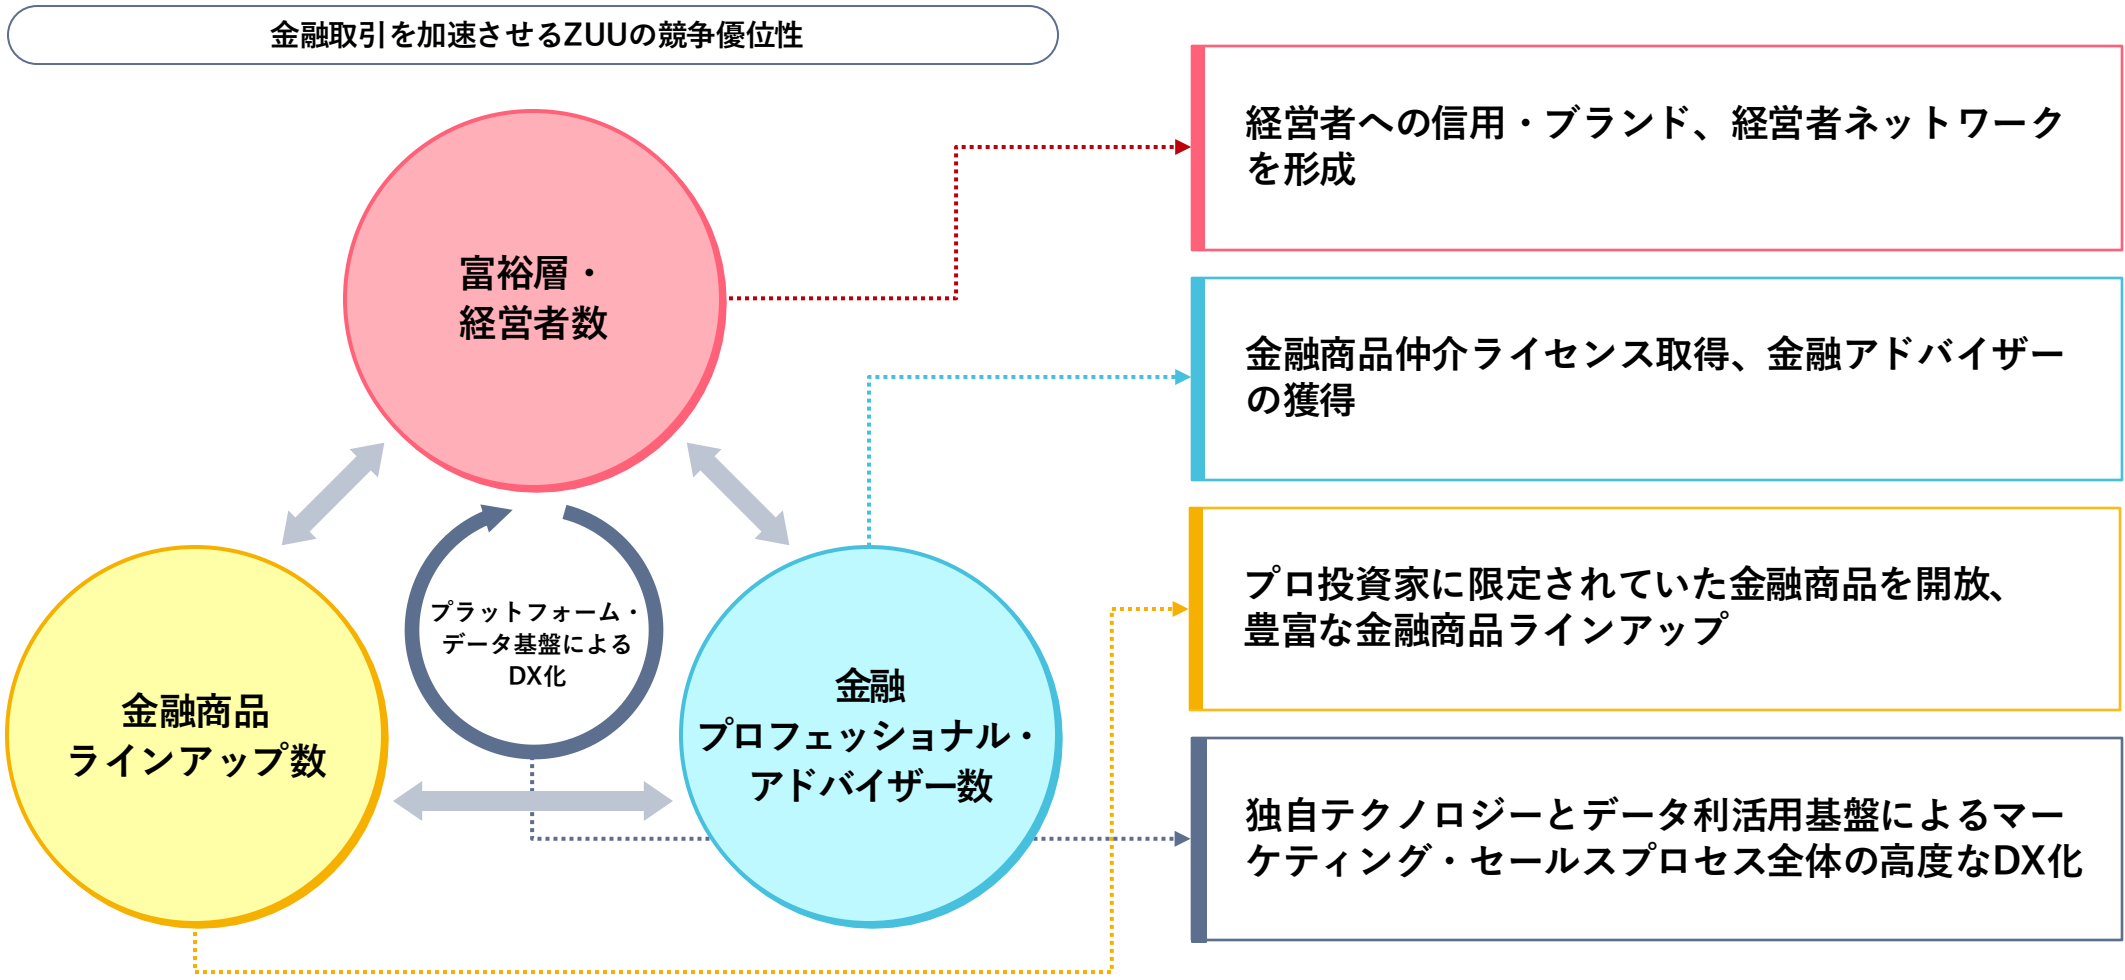 金融取引を加速させるZUUの競争優位性
富裕層・
経営者数
プラットフォーム・
データ基盤による
DX化
金融商品
ラインアップ数
金融
プロフェッショナル・
アドバイザー数
経営者への信用・ブランド、経営者ネットワーク
を形成
金融商品仲介ライセンス取得、金融アドバイザー
の獲得
プロ投資家に限定されていた金融商品を開放、
豊富な金融商品ラインアップ
独自テクノロジーとデータ利活用基盤によるマー
ケティング・セールスプロセス全体の高度なDX化